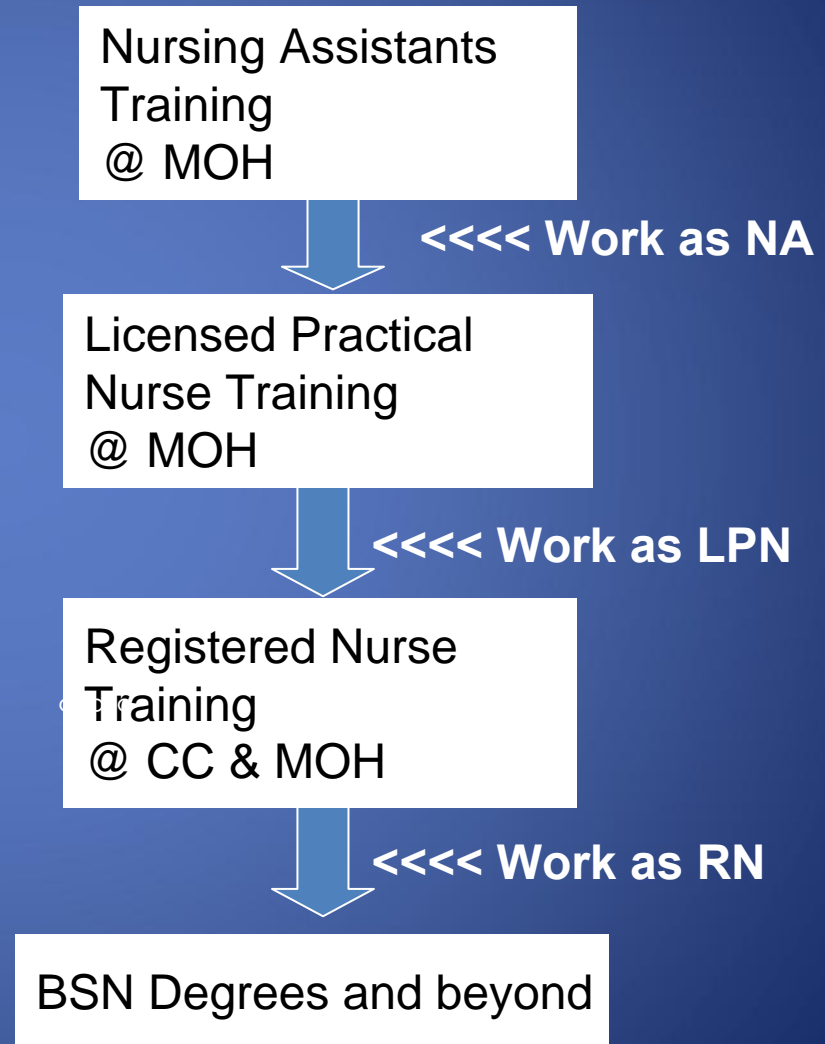 Nursing Assistants
Training
@ MOH
<<<< Work as NA
Licensed Practical
Nurse Training
@ MOH
<<<< Work as LPN
Registered Nurse
Training
@ CC & MOH
<<<< Work as RN
BSN Degrees and beyond